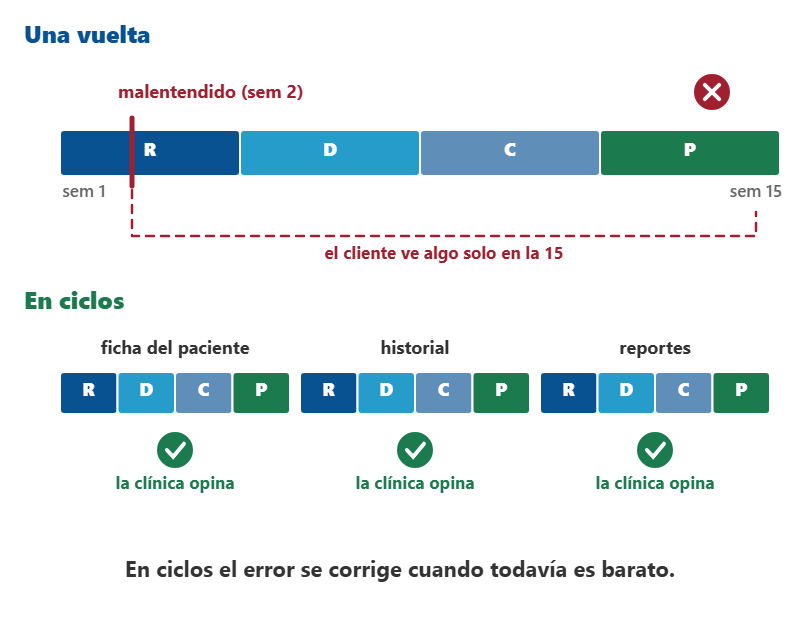 Una vuelta
malentendido (sem 2)
R D C P
sem 1 sem 15
el cliente ve algo solo en la 15
En ciclos
ficha del paciente historial reportes
R D C P R D C P R D C P
la clínica opina la clínica opina la clínica opina
En ciclos el error se corrige cuando todavía es barato.